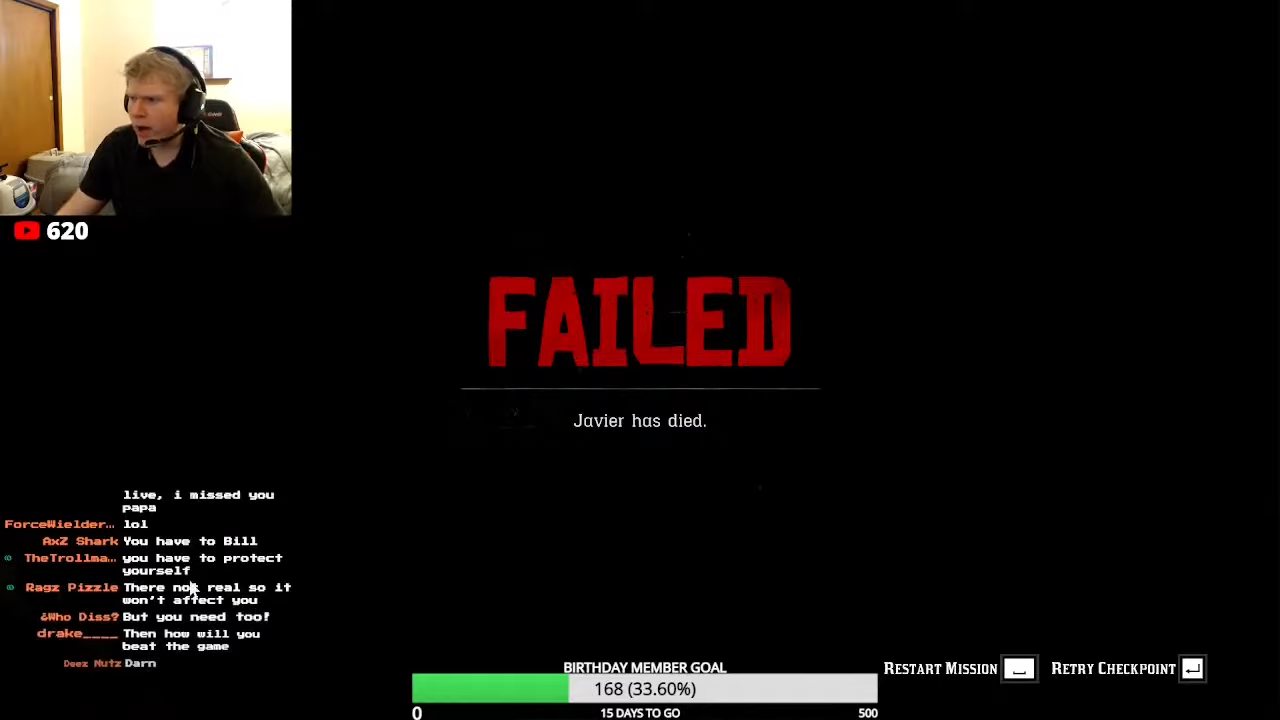 620
FAILED
Javier has died.
live, i missed you
papa
ForceWielder… lol
AxZ Shark You have to Bill
TheTrollma… you have to protect
yourself
Ragz Pizzle There not real so it
won't affect you
¿Who Diss? But you need too!
drake____ Then how will you
beat the game
Deez Nutz Darn
BIRTHDAY MEMBER GOAL
168 (33.60%)
0 15 DAYS TO GO 500
RESTART MISSION
RETRY CHECKPOINT